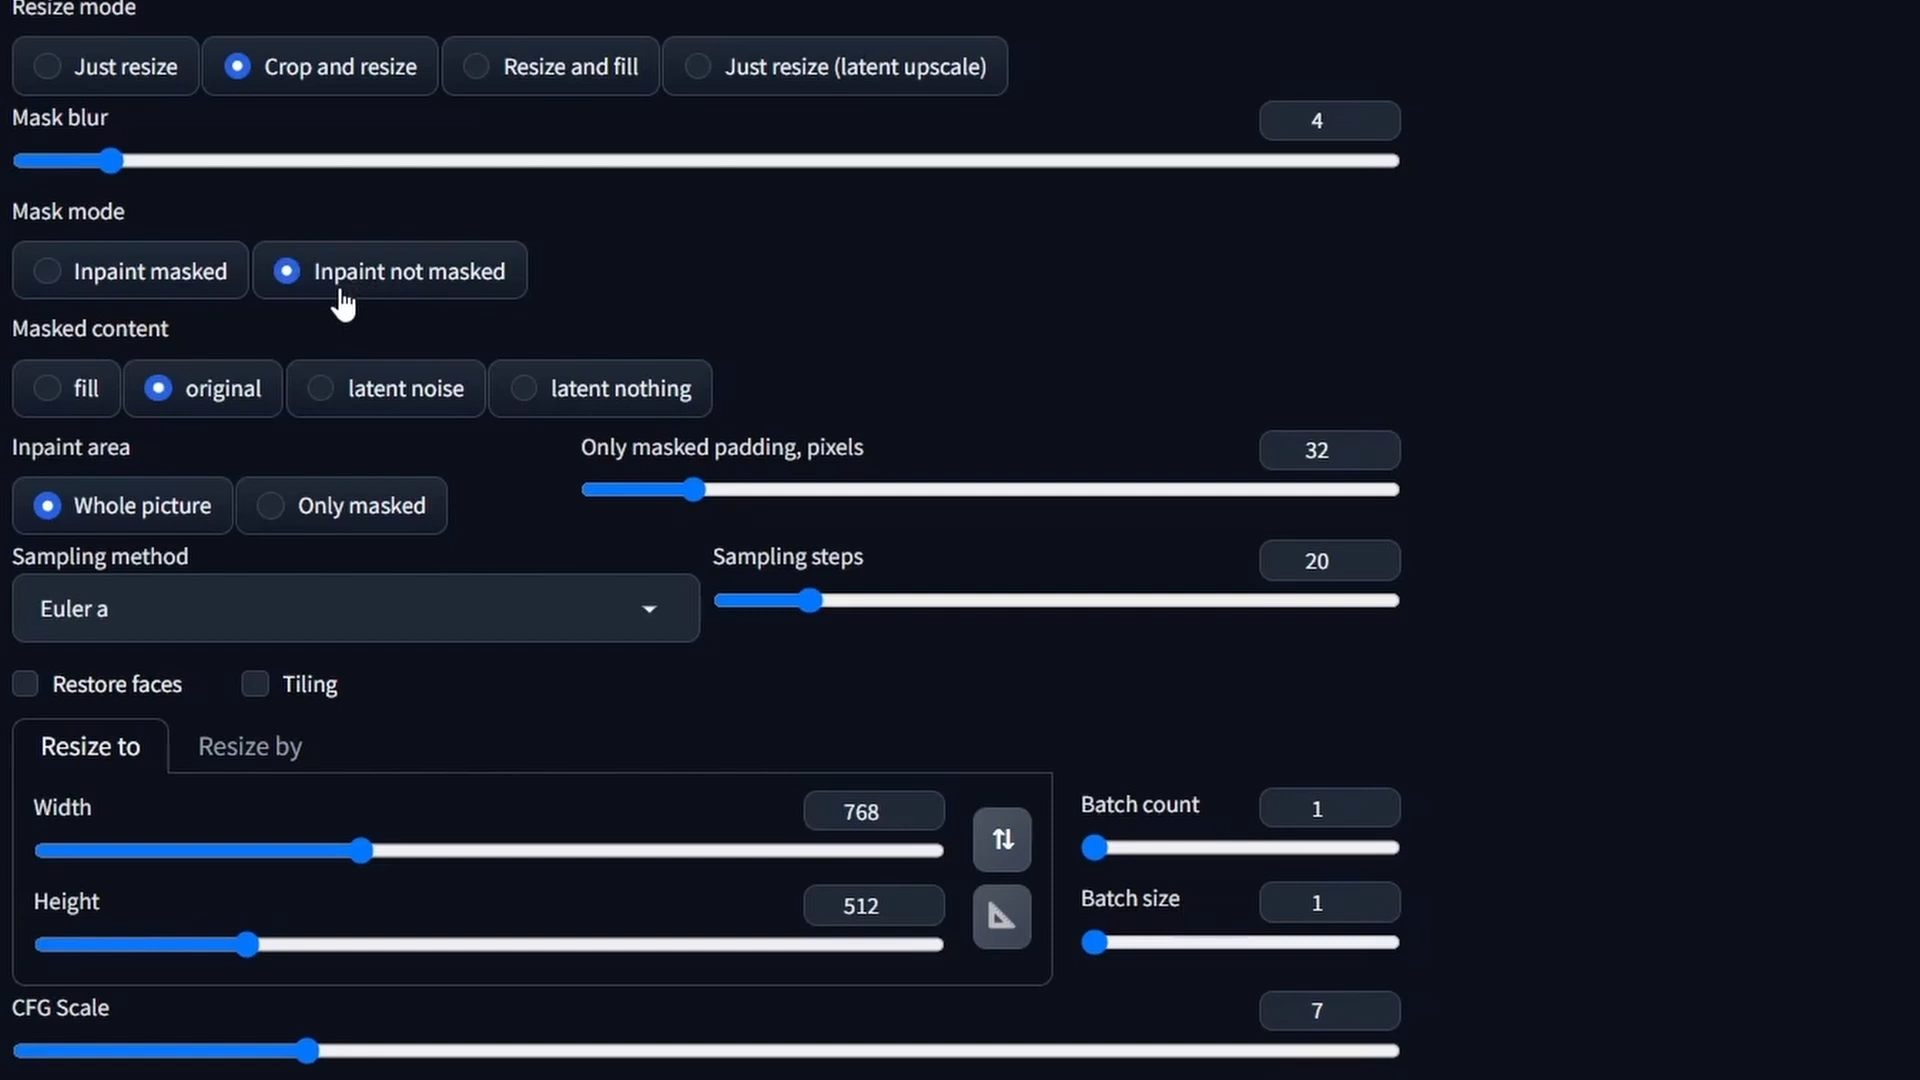 Resize mode
Just resize
Crop and resize
Resize and fill
Just resize (latent upscale)
Mask blur
4
Mask mode
Inpaint masked
Inpaint not masked
Masked content
fill
original
latent noise
latent nothing
Inpaint area
Only masked padding, pixels
32
Whole picture
Only masked
Sampling method
Sampling steps
20
Euler a
Restore faces
Tiling
Resize to
Resize by
Width
768
Batch count
1
Height
512
Batch size
1
CFG Scale
7